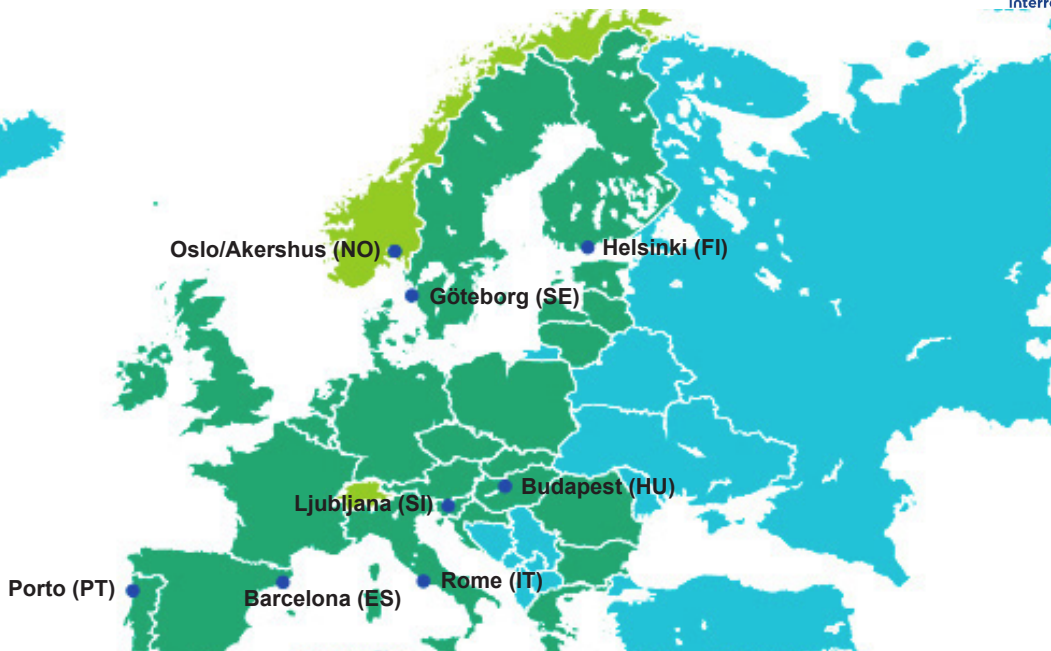 Oslo/Akershus (NO)
Helsinki (FI)
Göteborg (SE)
Budapest (HU)
Ljubljana (SI)
Rome (IT)
Porto (PT)
Barcelona (ES)